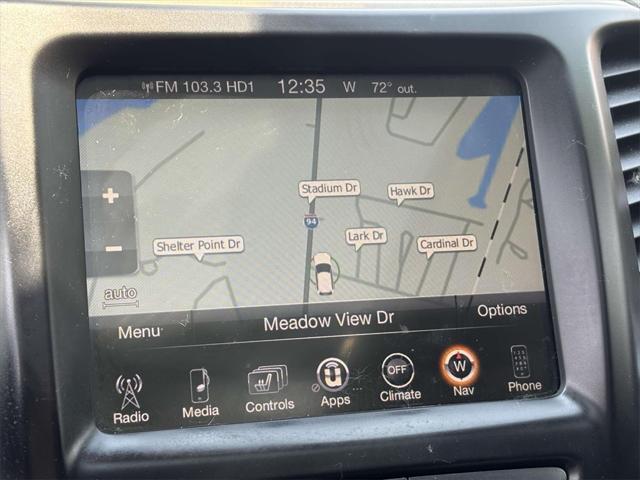 FM 103.3 HD1 12:35 W 72° out.
Stadium Dr
Hawk Dr
94
Lark Dr
Shelter Point Dr
Cardinal Dr
+
−
auto
Menu
Meadow View Dr
Options
OFF
W
Radio
Media
Controls
Apps
Climate
Nav
Phone